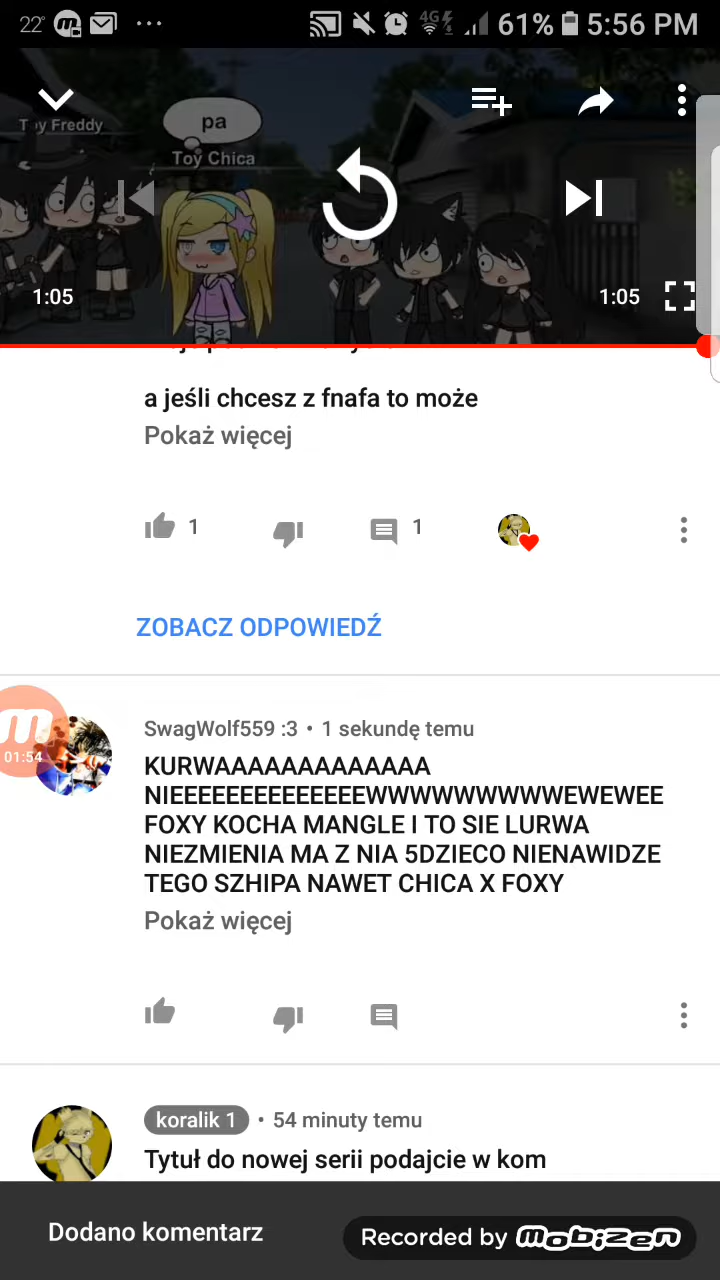 22°
4G
61%
5:56 PM
Toy Freddy
pa
Toy Chica
1:05
1:05
a jeśli chcesz z fnafa to może
Pokaż więcej
1
1
ZOBACZ ODPOWIEDŹ
01:54
SwagWolf559 :3 • 1 sekundę temu
KURWAAAAAAAAAAAAA
NIEEEEEEEEEEEEEEWWWWWWWWWEWEWEE
FOXY KOCHA MANGLE I TO SIE LURWA
NIEZMIENIA MA Z NIA 5DZIECO NIENAWIDZE
TEGO SZHIPA NAWET CHICA X FOXY
Pokaż więcej
koralik 1 • 54 minuty temu
Tytuł do nowej serii podajcie w kom
Dodano komentarz
Recorded by mobizen